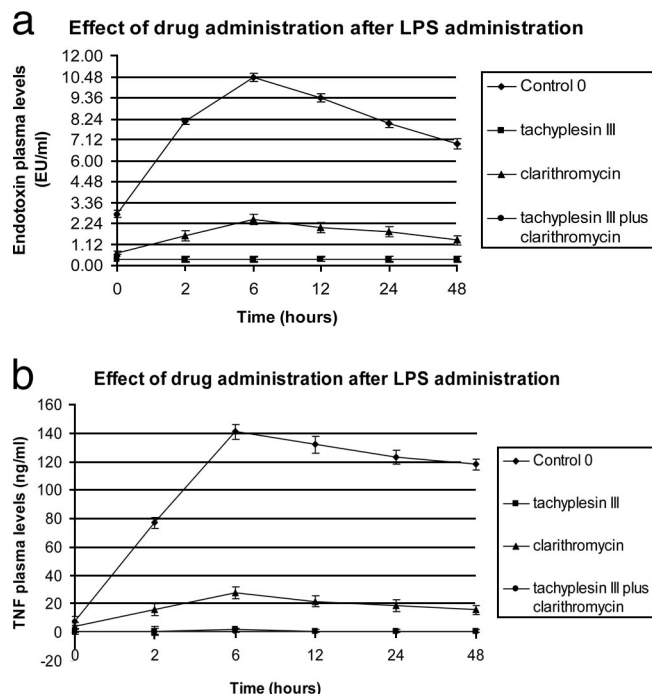 a
Effect of drug administration after LPS administration
Endotoxin plasma levels
(EU/ml)
12.00
10.48
9.36
8.24
7.12
6.00
4.48
3.36
2.24
1.12
0.00
0 2 6 12 24 48
Time (hours)
Control 0
tachyplesin III
clarithromycin
tachyplesin III plus
clarithromycin
b
Effect of drug administration after LPS administration
TNF plasma levels (ng/ml)
160
140
120
100
80
60
40
20
0
-20
0 2 6 12 24 48
Time (hours)
Control 0
tachyplesin III
clarithromycin
tachyplesin III plus
clarithromycin